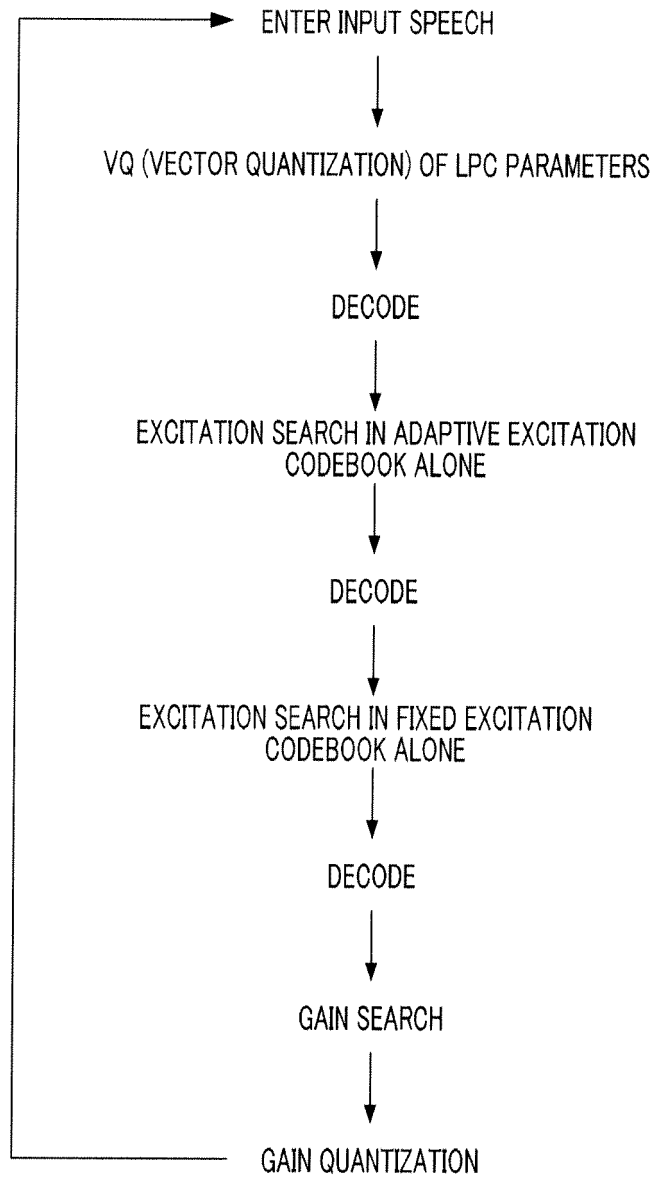 ENTER INPUT SPEECH
VQ (VECTOR QUANTIZATION) OF LPC PARAMETERS
DECODE
EXCITATION SEARCH IN ADAPTIVE EXCITATION
CODEBOOK ALONE
DECODE
EXCITATION SEARCH IN FIXED EXCITATION
CODEBOOK ALONE
DECODE
GAIN SEARCH
GAIN QUANTIZATION